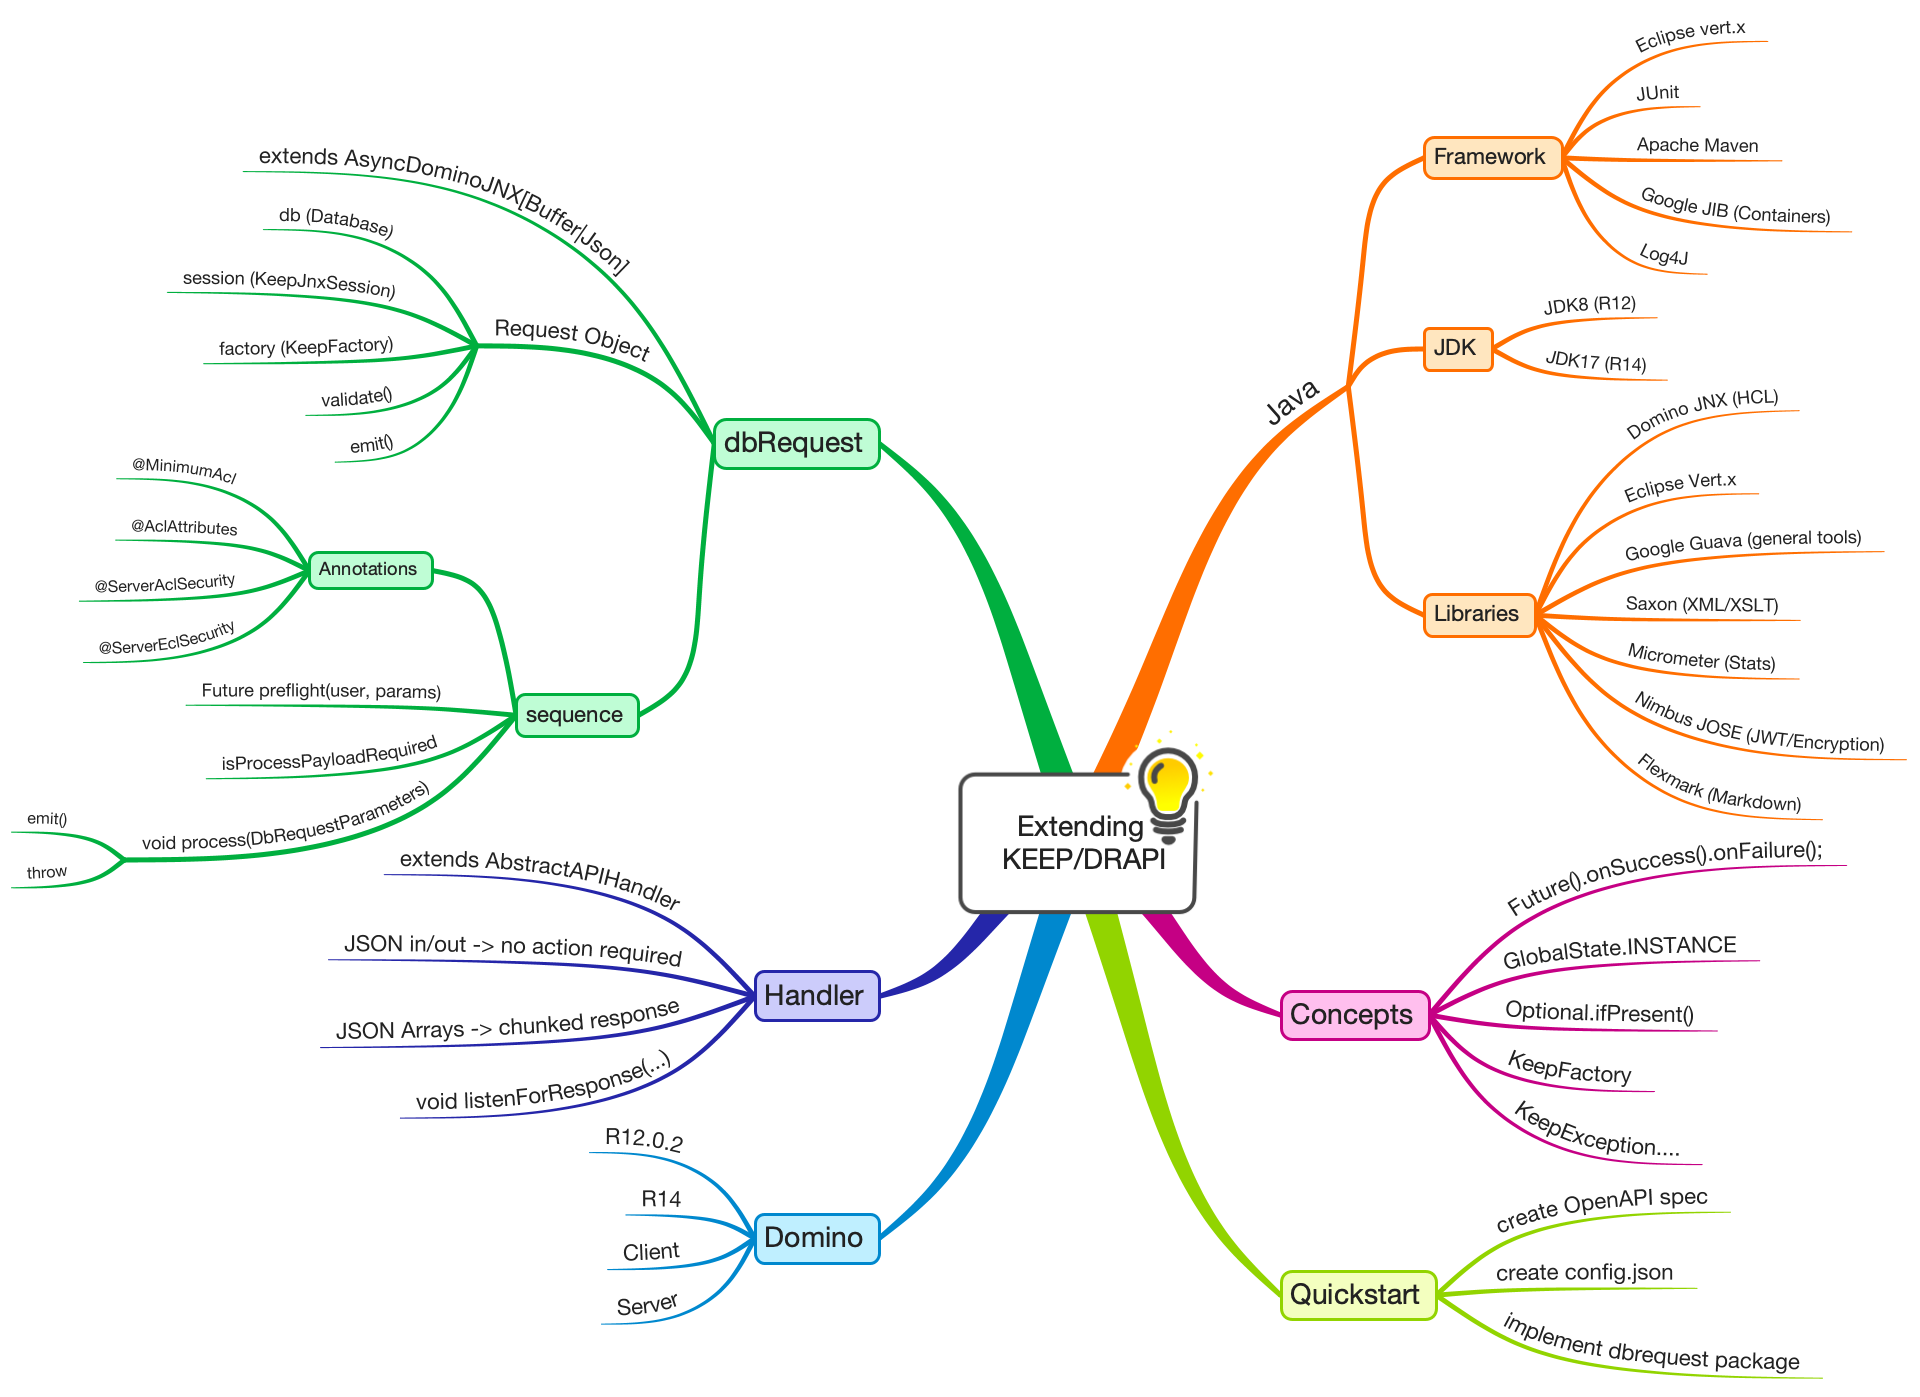 Extending
KEEP/DRAPI
Java
Framework
Eclipse vert.x
JUnit
Apache Maven
Google JIB (Containers)
Log4J
JDK
JDK8 (R12)
JDK17 (R14)
Libraries
Domino JNX (HCL)
Eclipse Vert.x
Google Guava (general tools)
Saxon (XML/XSLT)
Micrometer (Stats)
Nimbus JOSE (JWT/Encryption)
Flexmark (Markdown)
Concepts
Future().onSuccess().onFailure();
GlobalState.INSTANCE
Optional.ifPresent()
KeepFactory
KeepException....
Quickstart
create OpenAPI spec
create config.json
implement dbrequest package
dbRequest
extends AsyncDominoJNX[Buffer|Json]
Request Object
db (Database)
session (KeepJnxSession)
factory (KeepFactory)
validate()
emit()
sequence
Annotations
@MinimumAcl
@AclAttributes
@ServerAclSecurity
@ServerEclSecurity
Future preflight(user, params)
isProcessPayloadRequired
void process(DbRequestParameters)
emit()
throw
Handler
extends AbstractAPIHandler
JSON in/out -> no action required
JSON Arrays -> chunked response
void listenForResponse(...)
Domino
R12.0.2
R14
Client
Server